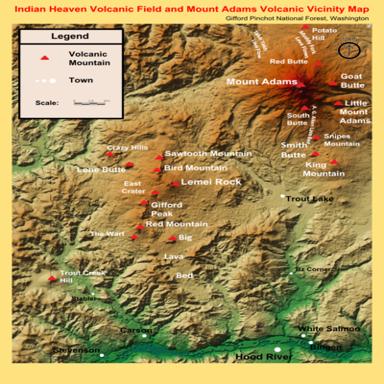 Indian Heaven Volcanic Field and Mount Adams Volcanic Vicinity Map
Gifford Pinchot National Forest, Washington
Legend
Volcanic
Mountain
Town
Scale:
Potato
Hill
Red Butte
Mount Adams
Goat
Butte
Little
Mount
Adams
South
Butte
Snipes
Mountain
Smith
Butte
King
Mountain
Crazy Hills
Sawtooth Mountain
Lone Butte
Bird Mountain
East
Crater
Lemei Rock
Gifford
Peak
Trout Lake
Red Mountain
The Wart
Big
Lava
Bed
Trout Creek
Hill
Bz Corner
Stabler
Carson
White Salmon
Stevenson
Bingen
Hood River